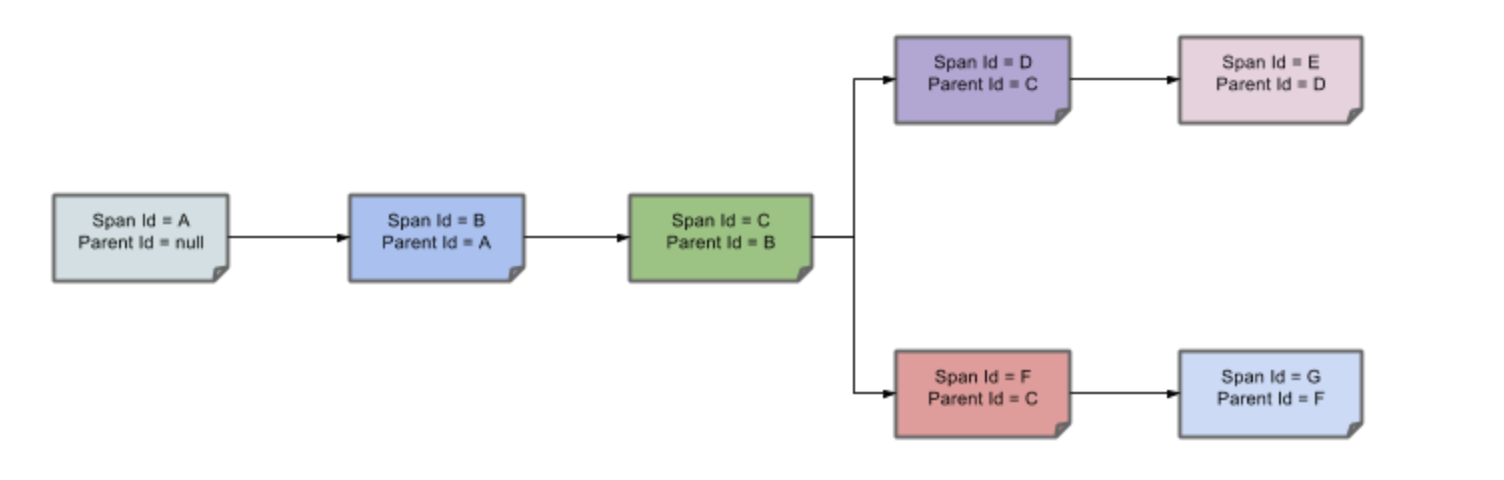 Span Id = A
Parent Id = null
Span Id = B
Parent Id = A
Span Id = C
Parent Id = B
Span Id = D
Parent Id = C
Span Id = E
Parent Id = D
Span Id = F
Parent Id = C
Span Id = G
Parent Id = F